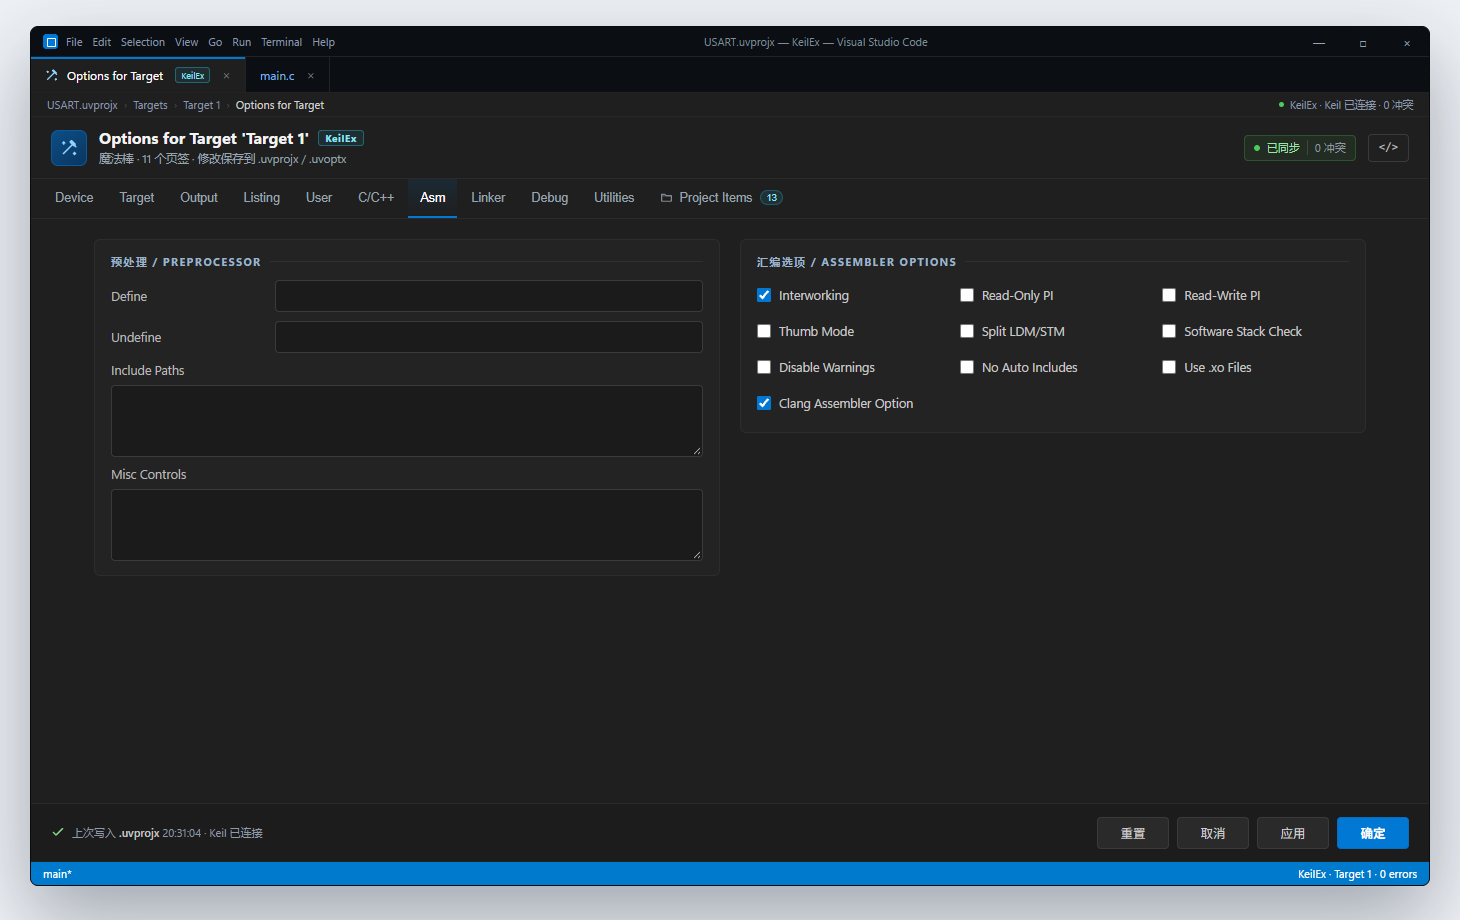 File Edit Selection View Go Run Terminal Help
USART.uvprojx — KeilEx — Visual Studio Code
Options for Target KeilEx × main.c ×
USART.uvprojx › Targets › Target 1 › Options for Target
KeilEx · Keil 已连接 · 0 冲突
Options for Target 'Target 1' KeilEx
魔法棒 · 11 个页签 · 修改保存到 .uvprojx / .uvoptx
已同步 0 冲突 </>
Device Target Output Listing User C/C++ Asm Linker Debug Utilities Project Items 13
预处理 / PREPROCESSOR
Define
Undefine
Include Paths
Misc Controls
汇编选项 / ASSEMBLER OPTIONS
Interworking Read-Only PI Read-Write PI
Thumb Mode Split LDM/STM Software Stack Check
Disable Warnings No Auto Includes Use .xo Files
Clang Assembler Option
上次写入 .uvprojx 20:31:04 · Keil 已连接
重置 取消 应用 确定
main*
KeilEx · Target 1 · 0 errors